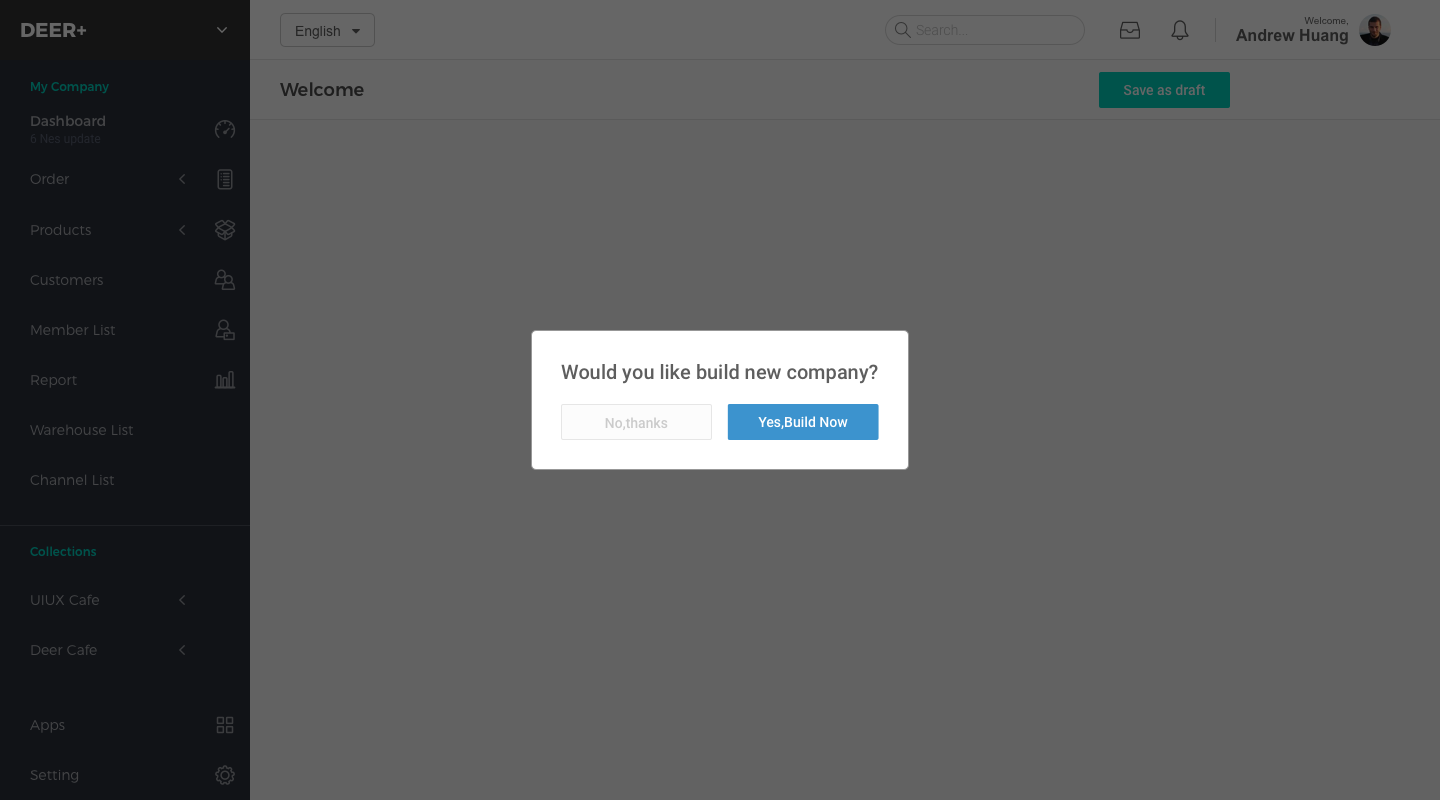 DEER+
English
Search...
Welcome,
Andrew Huang
My Company
Dashboard
6 Nes update
Order
Products
Customers
Member List
Report
Warehouse List
Channel List
Collections
UIUX Cafe
Deer Cafe
Apps
Setting
Welcome
Save as draft
Would you like build new company?
No,thanks
Yes,Build Now